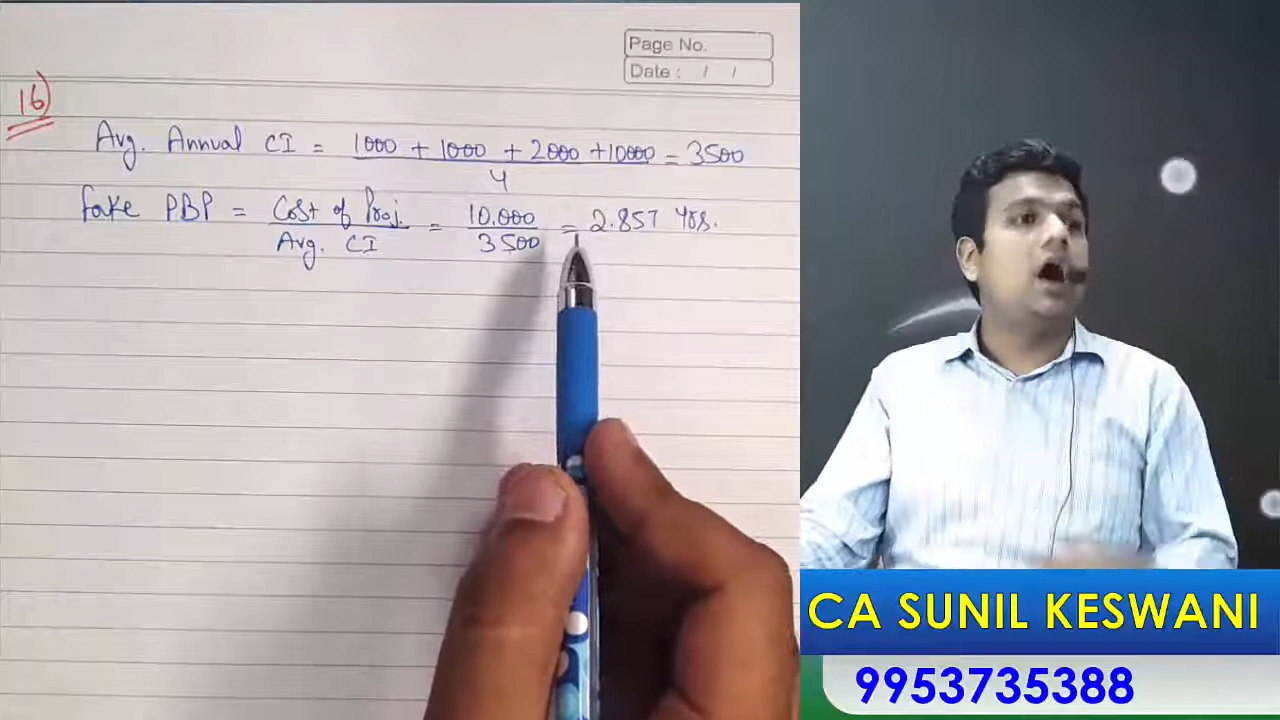 Page No.
Date : / /
16)
Avg. Annual CI = 1000 + 1000 + 2000 + 10000 = 3500
4
fake PBP = Cost of Proj. = 10,000 = 2.857 Yrs.
Avg. CI 3500
CA SUNIL KESWANI
9953735388